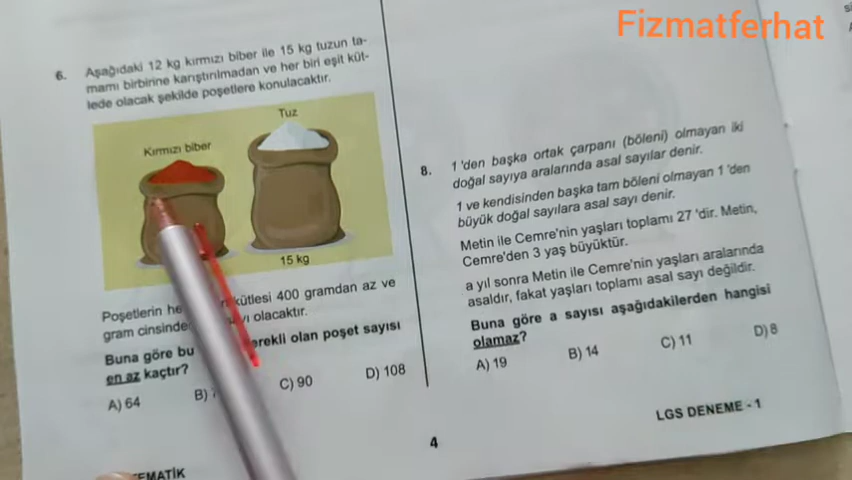 Fizmatferhat
6. Aşağıdaki 12 kg kırmızı biber ile 15 kg tuzun ta-
mamı birbirine karıştırılmadan ve her biri eşit küt-
lede olacak şekilde poşetlere konulacaktır.
Tuz
Kırmızı biber
15 kg
Poşetlerin kütlesi 400 gramdan az ve
gram olacaktır.
Buna göre bu olan poşet sayısı
en az kaçtır?
A) 64
B)
C) 90
D) 108
8. 1'den başka ortak çarpanı (böleni) olmayan iki
doğal sayıya aralarında asal sayılar denir.
1 ve kendisinden başka tam böleni olmayan 1'den
büyük doğal sayılara asal sayı denir.
Metin ile Cemre'nin yaşları toplamı 27'dir. Metin,
Cemre'den 3 yaş büyüktür.
a yıl sonra Metin ile Cemre'nin yaşları aralarında
asaldır, fakat yaşları toplamı asal sayı değildir.
Buna göre a sayısı aşağıdakilerden hangisi
olamaz?
A) 19
B) 14
C) 11
D) 8
LGS DENEME - 1
4